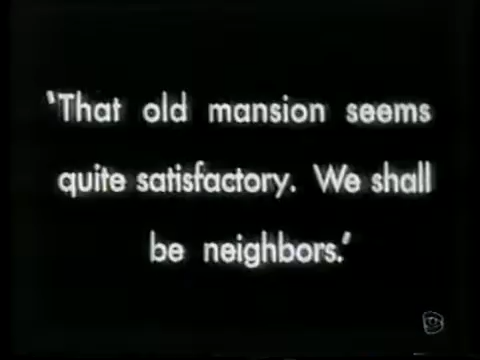 'That old mansion seems
quite satisfactory. We shall
be neighbors.'